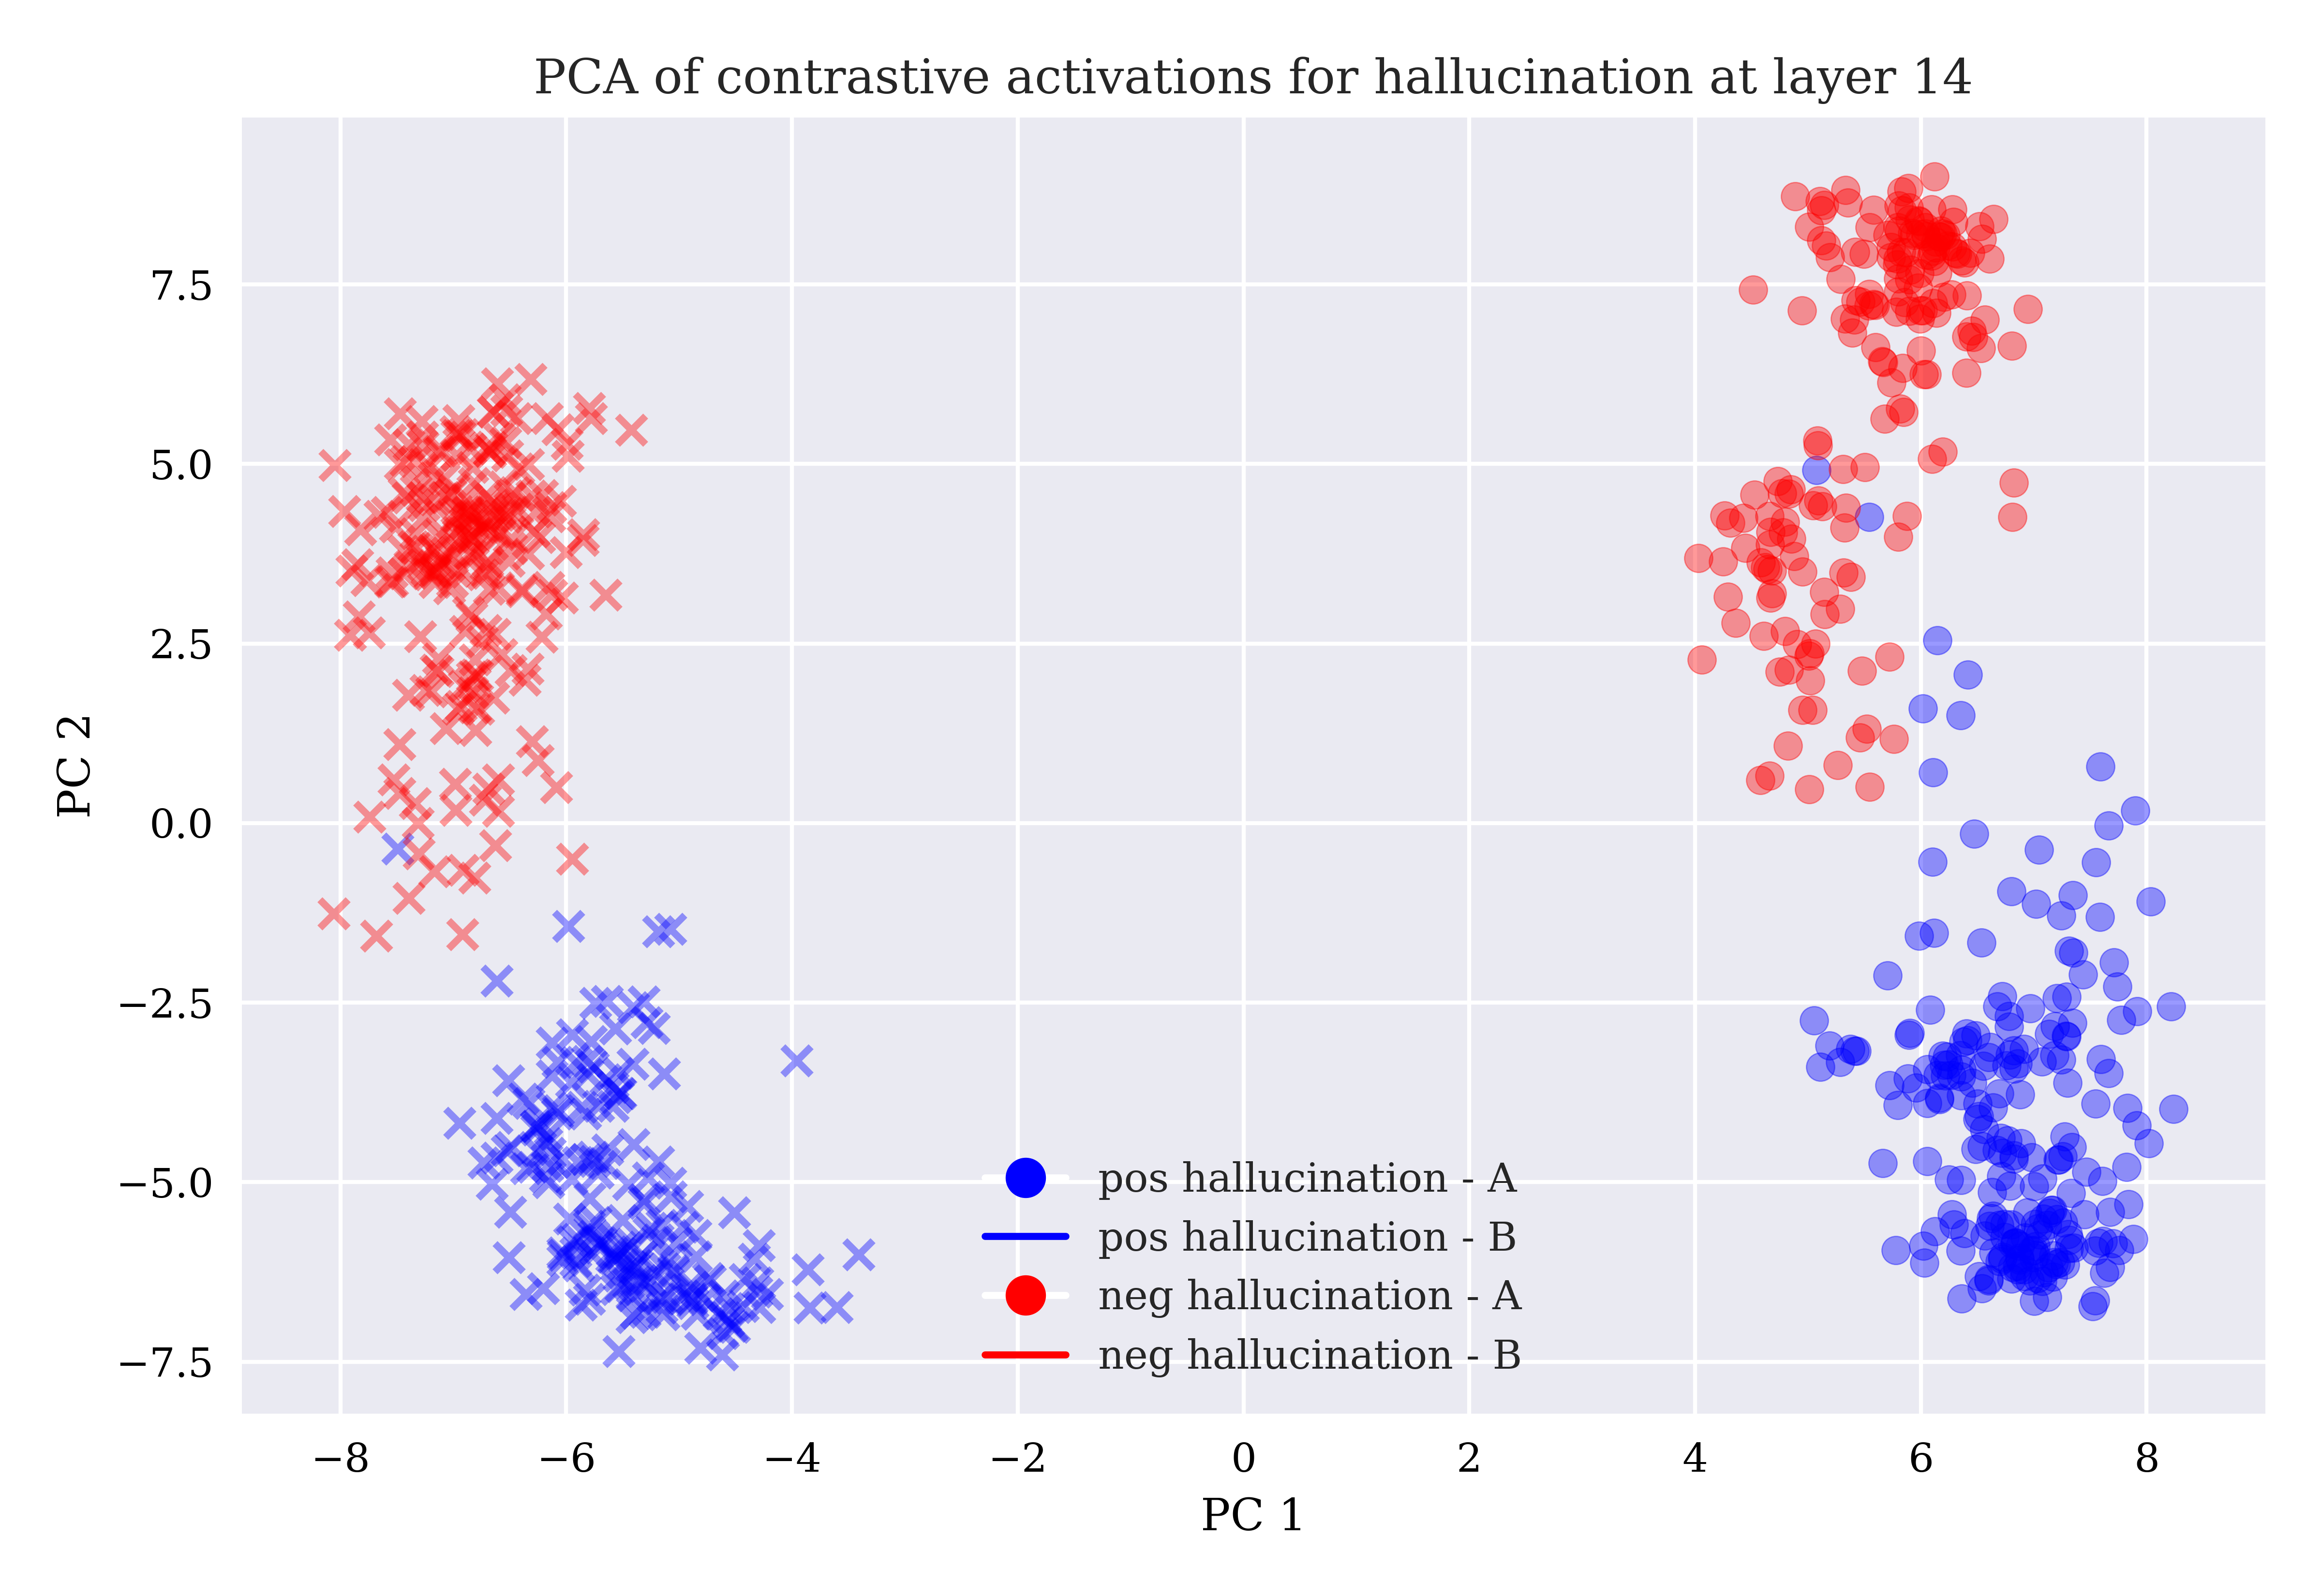 PCA of contrastive activations for hallucination at layer 14
7.5
5.0
2.5
0.0
−2.5
−5.0
−7.5
PC 2
pos hallucination - A
pos hallucination - B
neg hallucination - A
neg hallucination - B
−8 −6 −4 −2 0 2 4 6 8
PC 1